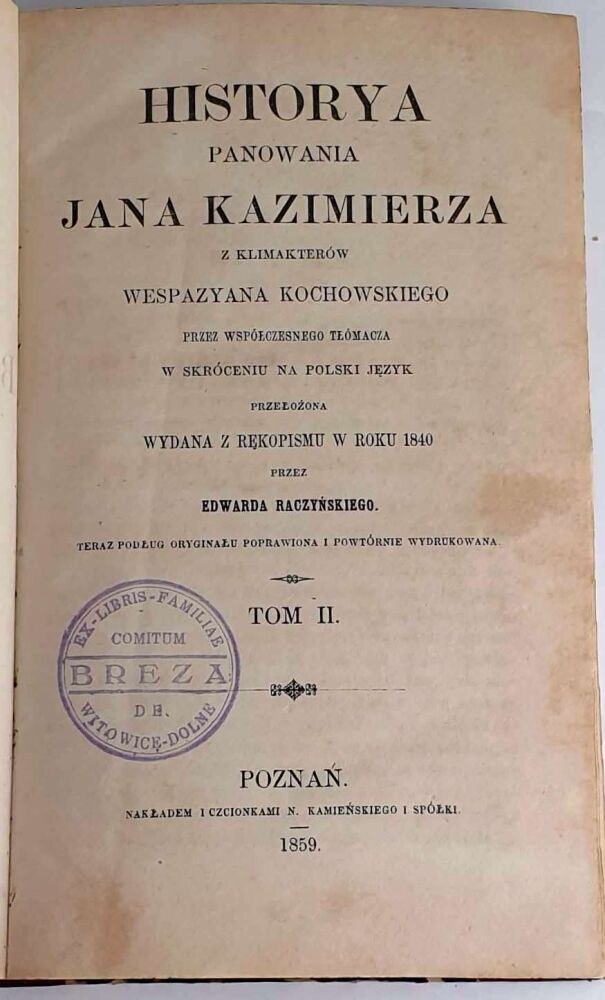 HISTORYA
PANOWANIA
JANA KAZIMIERZA
Z KLIMAKTERÓW
WESPAZYANA KOCHOWSKIEGO
PRZEZ WSPÓŁCZESNEGO TŁÓMACZA
W SKRÓCENIU NA POLSKI JĘZYK
PRZEŁOŻONA
WYDANA Z RĘKOPISMU W ROKU 1840
PRZEZ
EDWARDA RACZYŃSKIEGO.
TERAZ PODŁUG ORYGINAŁU POPRAWIONA I POWTÓRNIE WYDRUKOWANA.
TOM II.
EX-LIBRIS-FAMILIAE
COMITUM
BREZA
DE.
WITOWICĘ-DOLNE
POZNAŃ.
NAKŁADEM I CZCIONKAMI N. KAMIEŃSKIEGO I SPÓŁKI.
1859.